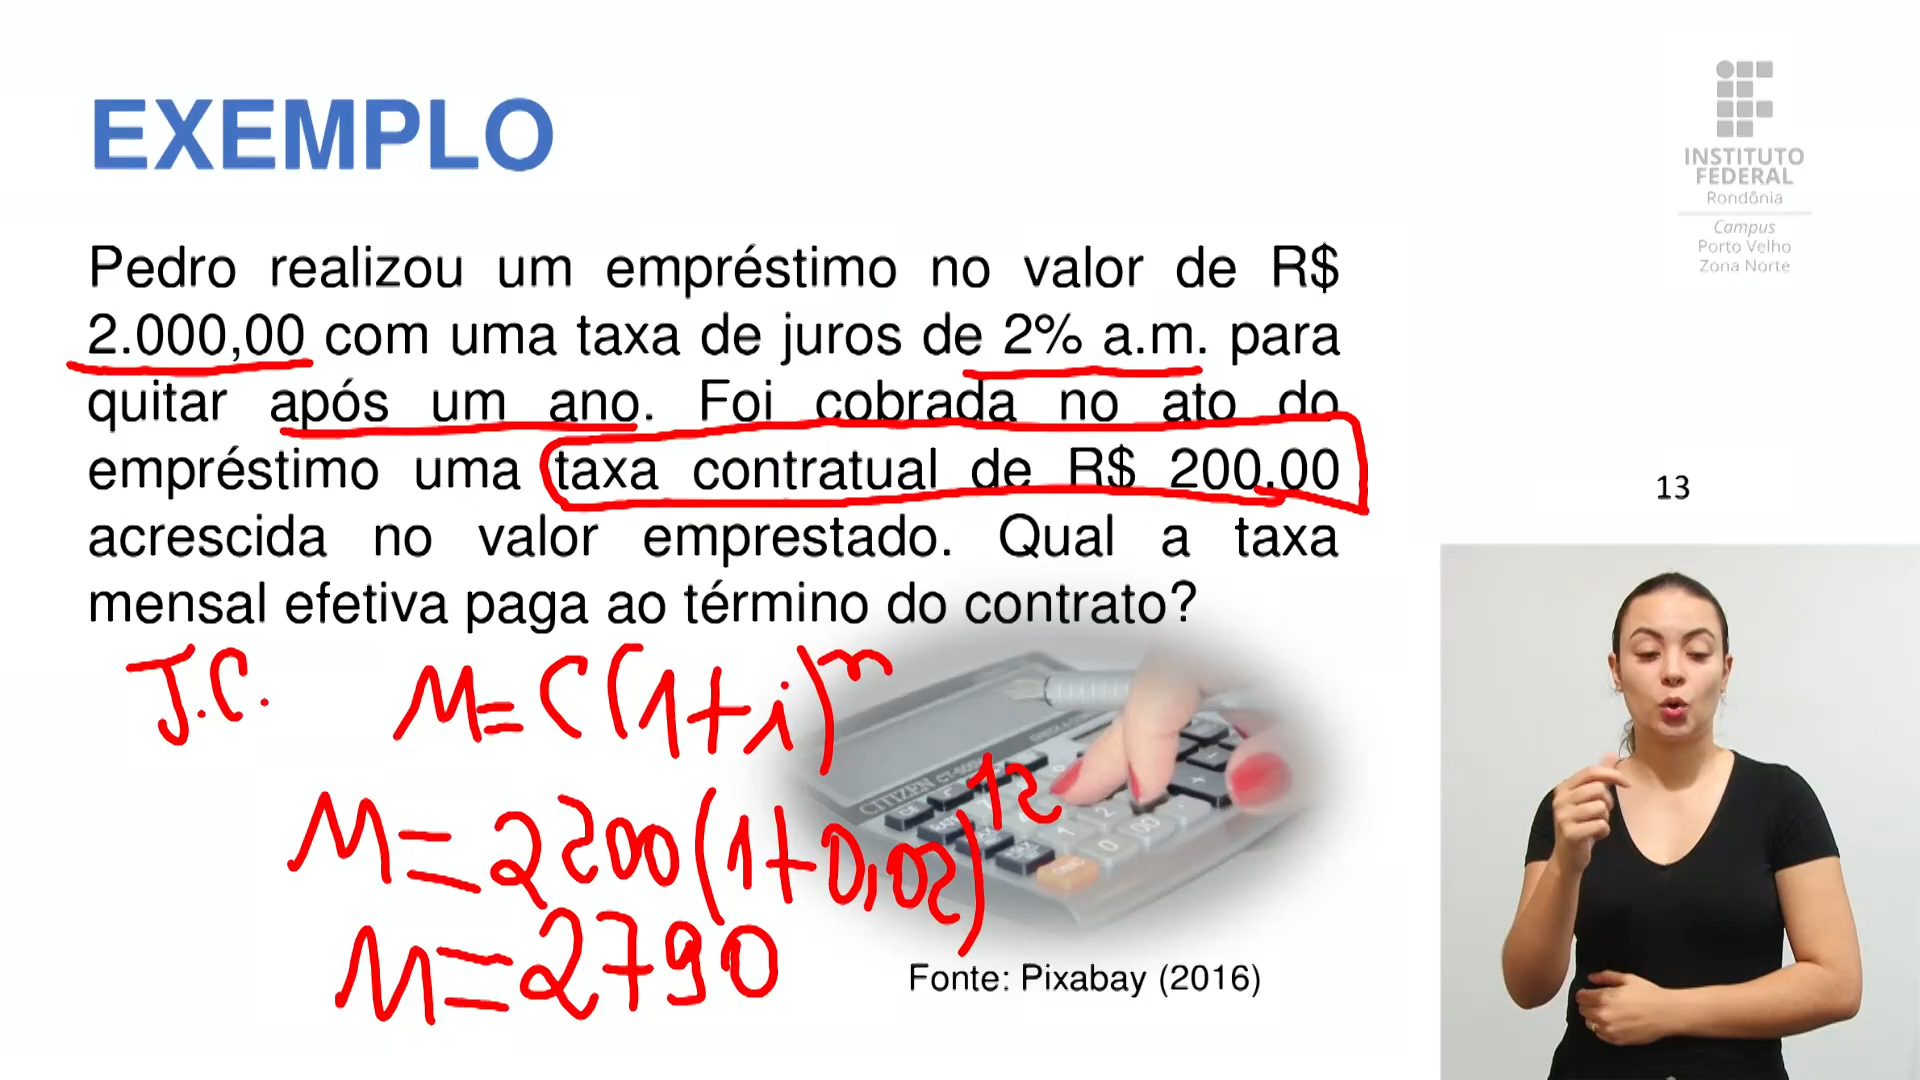 EXEMPLO
INSTITUTO
FEDERAL
Rondônia
Campus
Porto Velho
Zona Norte
Pedro realizou um empréstimo no valor de R$
2.000,00 com uma taxa de juros de 2% a.m. para
quitar após um ano. Foi cobrada no ato do
empréstimo uma taxa contratual de R$ 200,00
acrescida no valor emprestado. Qual a taxa
mensal efetiva paga ao término do contrato?
13
J.C. M=C(1+i)^n
M=2200(1+0,02)^12
M=2790
CITIZEN
Fonte: Pixabay (2016)